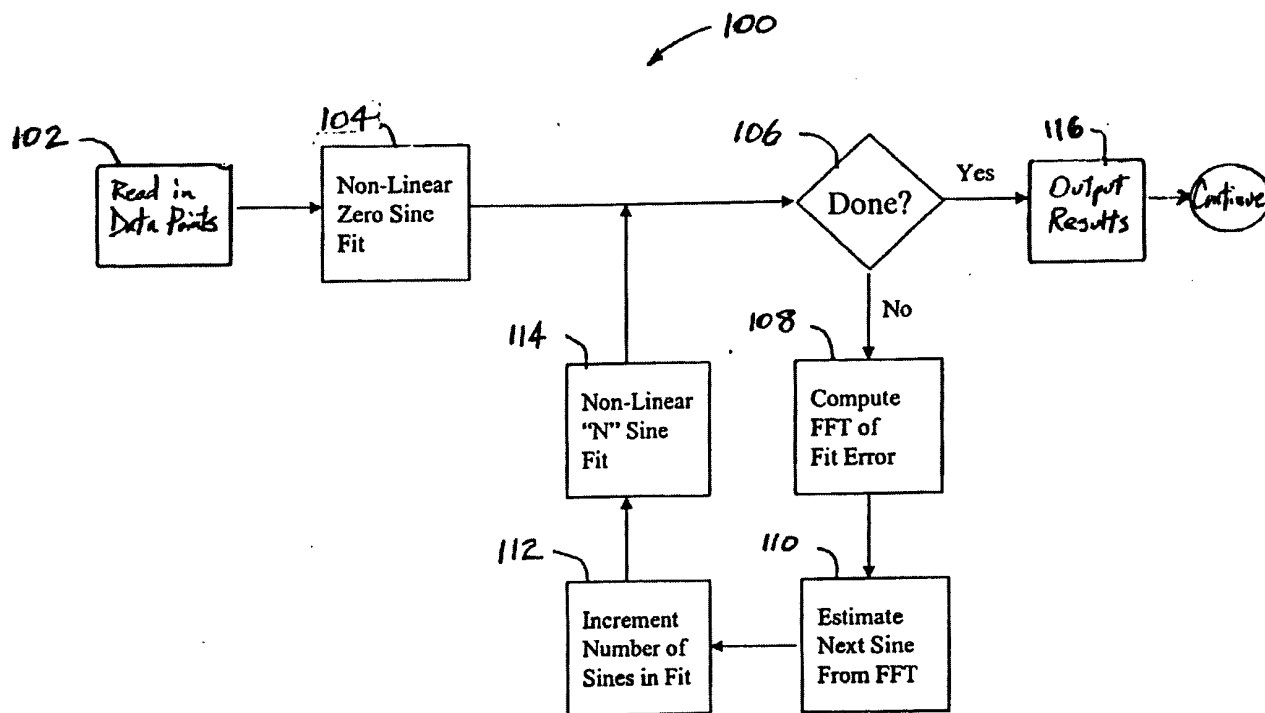 100
102
Read in
Data Points
104
Non-Linear
Zero Sine
Fit
106
Done?
Yes
116
Output
Results
Continue
No
108
Compute
FFT of
Fit Error
110
Estimate
Next Sine
From FFT
112
Increment
Number of
Sines in Fit
114
Non-Linear
"N" Sine
Fit